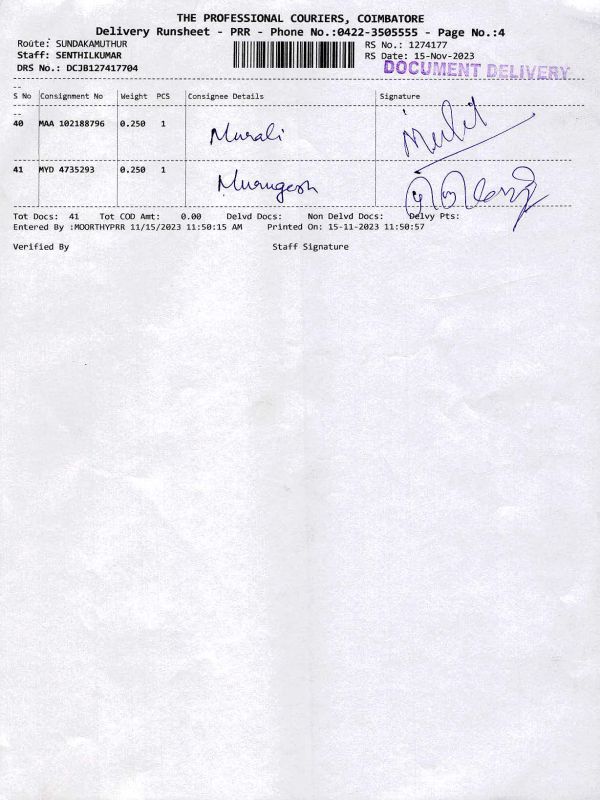 THE PROFESSIONAL COURIERS, COIMBATORE
Delivery Runsheet - PRR - Phone No.:0422-3505555 - Page No.:4
Route: SUNDAKAMUTHUR RS No.: 1274177
Staff: SENTHILKUMAR RS Date: 15-Nov-2023
DRS No.: DCJB127417704 DOCUMENT DELIVERY
S No Consignment No Weight PCS Consignee Details Signature
40 MAA 102188796 0.250 1 Murali
41 MYD 4735293 0.250 1 Murugesh
Tot Docs: 41 Tot COD Amt: 0.00 Delvd Docs: Non Delvd Docs: Delvy Pts:
Entered By :MOORTHYPRR 11/15/2023 11:50:15 AM Printed On: 15-11-2023 11:50:57
Verified By Staff Signature